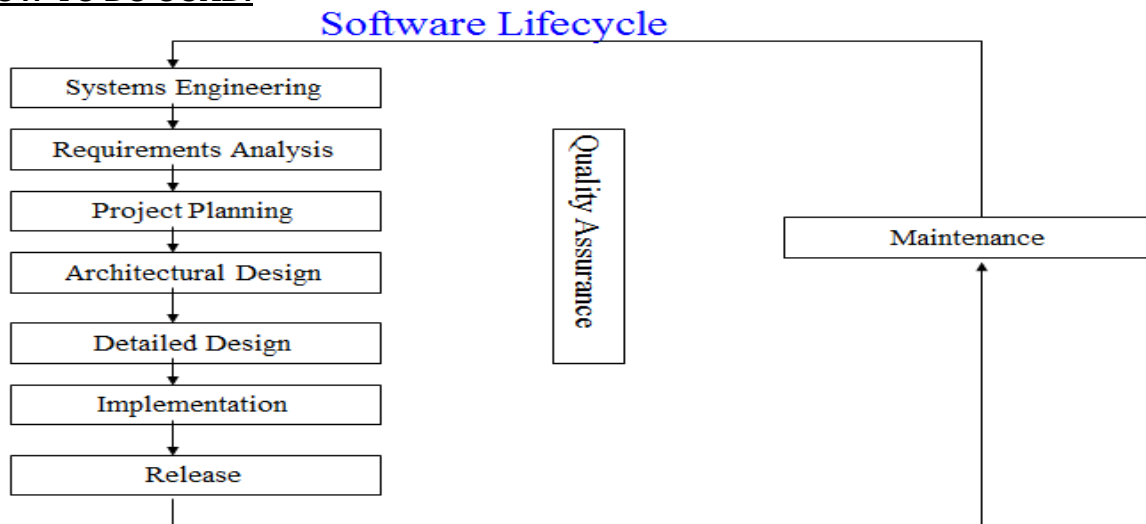 Software Lifecycle
Systems Engineering
Requirements Analysis
Project Planning
Architectural Design
Detailed Design
Implementation
Release
Quality Assurance
Maintenance